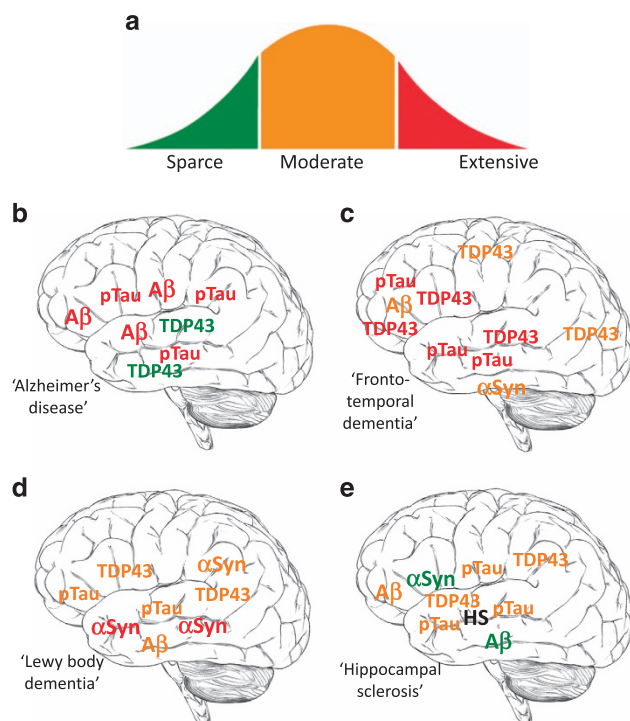 a
Sparce Moderate Extensive
b
pTau Aβ pTau
Aβ
Aβ TDP43
pTau
TDP43
'Alzheimer's
disease'
c
TDP43
pTau
Aβ TDP43
TDP43 TDP43 TDP43
pTau pTau
αSyn
'Fronto-
temporal
dementia'
d
αSyn
TDP43
pTau TDP43
pTau
αSyn αSyn
Aβ
'Lewy body
dementia'
e
TDP43
pTau
αSyn
Aβ
TDP43
pTau HS pTau
Aβ
'Hippocampal
sclerosis'